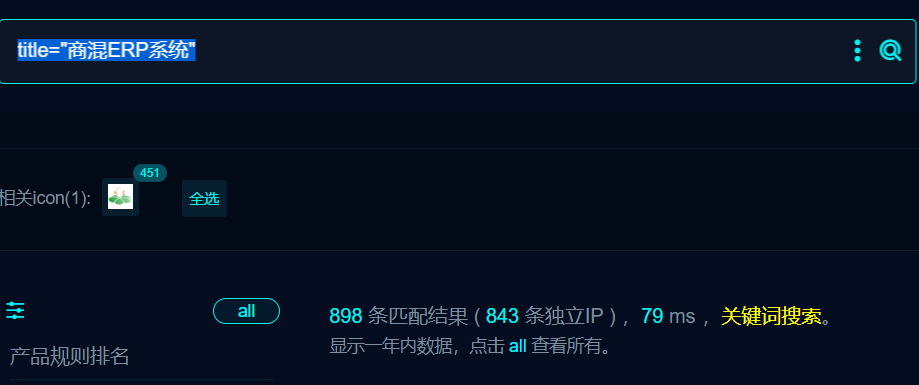 title="商混ERP系统"
451
相关icon(1): 全选
all
898 条匹配结果 ( 843 条独立IP ) ，79 ms ，关键词搜索。
显示一年内数据，点击 all 查看所有。
产品规则排名